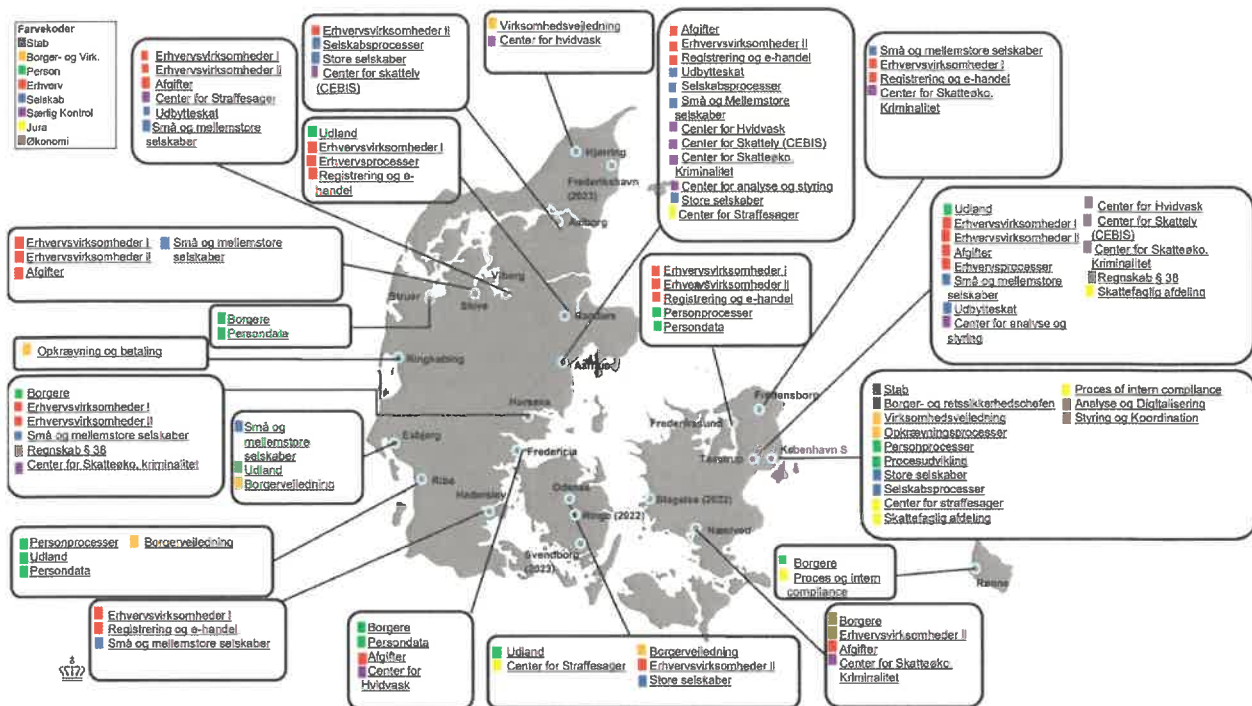 Farvekoder
Stab
Borger- og Virk.
Person
Erhverv
Selskab
Særlig Kontrol
Jura
Økonomi
Erhvervsvirksomheder I
Erhvervsvirksomheder II
Afgifter
Center for Straffesager
Udbytteskat
Små og mellemstore
selskaber
Erhvervsvirksomheder II
Selskabsprocesser
Store selskaber
Center for skattely
(CEBIS)
Virksomhedsvejledning
Center for hvidvask
Afgifter
Erhvervsvirksomheder II
Registrering og e-handel
Udbytteskat
Selskabsprocesser
Små og Mellemstore
selskaber
Center for Hvidvask
Center for Skattely (CEBIS)
Center for Skatteøko.
Kriminalitet
Center for analyse og styring
Store selskaber
Center for Straffesager
Små og mellemstore selskaber
Erhvervsvirksomheder I
Registrering og e-handel
Center for Skatteøko.
Kriminalitet
Udland
Erhvervsvirksomheder I
Erhvervsprocesser
Registrering og e-
handel
Udland
Erhvervsvirksomheder I
Erhvervsvirksomheder II
Afgifter
Erhvervsprocesser
Små og mellemstore
selskaber
Udbytteskat
Center for analyse og
styring
Center for Hvidvask
Center for Skattely
(CEBIS)
Center for Skatteøko.
Kriminalitet
Regnskab § 38
Skattefaglig afdeling
Erhvervsvirksomheder I
Erhvervsvirksomheder II
Afgifter
Små og mellemstore
selskaber
Erhvervsvirksomheder I
Erhvervsvirksomheder II
Registrering og e-handel
Personprocesser
Persondata
Borgere
Persondata
Opkrævning og betaling
Borgere
Erhvervsvirksomheder I
Erhvervsvirksomheder II
Små og mellemstore selskaber
Regnskab § 38
Center for Skatteøko. kriminalitet
Små og
mellemstore
selskaber
Udland
Borgervejledning
Stab
Borger- og retssikkerhedschefen
Virksomhedsvejledning
Opkrævningsprocesser
Personprocesser
Procesudvikling
Store selskaber
Selskabsprocesser
Center for straffesager
Skattefaglig afdeling
Proces of intern compliance
Analyse og Digitalisering
Styring og Koordination
Personprocesser
Udland
Persondata
Borgervejledning
Erhvervsvirksomheder I
Registrering og e-handel
Små og mellemstore selskaber
Borgere
Persondata
Afgifter
Center for
Hvidvask
Udland
Center for Straffesager
Borgervejledning
Erhvervsvirksomheder II
Store selskaber
Borgere
Proces og intern
compliance
Borgere
Erhvervsvirksomheder II
Afgifter
Center for Skatteøko.
Kriminalitet
Hjørring
Frederikshavn
(2023)
Aalborg
Viborg
Struer
Skive
Randers
Ringkøbing
Aarhus
Horsens
Esbjerg
Fredericia
Ribe
Haderslev
Odense
Ringe (2022)
Svendborg
(2023)
Fredensborg
Frederikssund
Tåstrup
København S
Slagelse (2022)
Næstved
Rønne